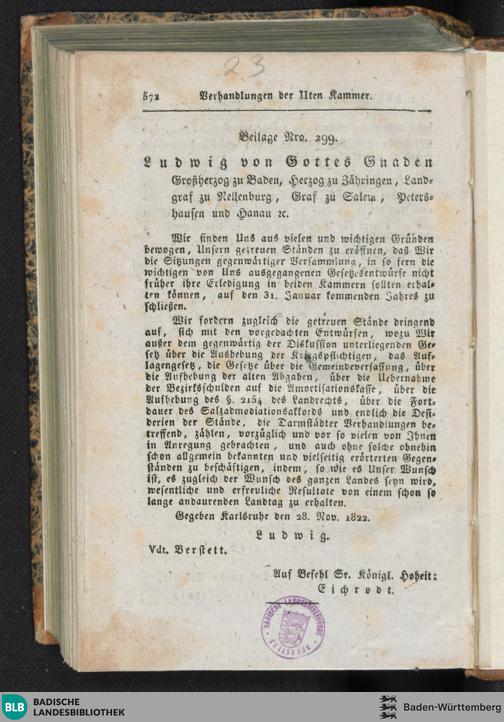 23
572 Verhandlungen der IIten Kammer.
Beilage Nro. 299.
Ludwig von Gottes Gnaden
Großherzog zu Baden, Herzog zu Zähringen, Land-
graf zu Nellenburg, Graf zu Salem, Peters-
hausen und Hanau ꝛc.
Wir finden Uns aus vielen und wichtigen Gründen
bewogen, Unsern getreuen Ständen zu eröffnen, daß Wir
die Sitzungen gegenwärtiger Versammlung, in so fern die
wichtigen von Uns ausgegangenen Gesetzesentwürfe nicht
früher ihre Erledigung in beiden Kammern sollten erhal-
ten können, auf den 31. Januar kommenden Jahres zu
schließen.
Wir fordern zugleich die getreuen Stände dringend
auf, sich mit den vorgedachten Entwürfen, wozu Wir
außer dem gegenwärtig der Diskussion unterliegenden Ge-
setz über die Aushebung der Kriegspflichtigen, das Auf-
lagengesetz, die Gesetze über die Gemeindeverfassung, über
die Aufhebung der alten Abgaben, über die Uebernahme
der Bezirksschulden auf die Amortisationskasse, über die
Aufhebung des §. 2154 des Landrechts, über die Fort-
dauer des Salzadmodiationsakkords und endlich die Desi-
derien der Stände, die Darmstädter Verhandlungen be-
treffend, zählen, vorzüglich und vor so vielen von Ihnen
in Anregung gebrachten, und auch ohne solche ohnehin
schon allgemein bekannten und vielseitig erörterten Gegen-
ständen zu beschäftigen, indem, so wie es Unser Wunsch
ist, es zugleich der Wunsch des ganzen Landes seyn wird,
wesentliche und erfreuliche Resultate von einem schon so
lange andaurenden Landtag zu erhalten.
Gegeben Karlsruhe den 28. Nov. 1822.
Ludwig.
Vdt. Berstett.
Auf Befehl Sr. Königl. Hoheit:
Eichrodt.
BADISCHE LANDESBIBLIOTHEK
KARLSRUHE
BLB BADISCHE
LANDESBIBLIOTHEK
Baden-Württemberg